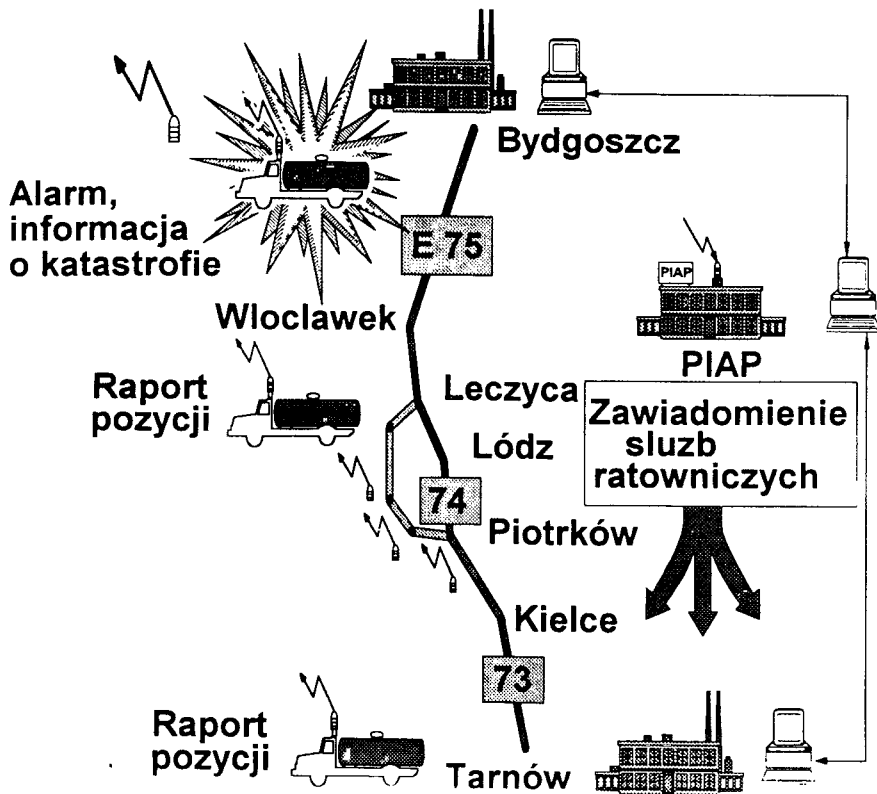 Bydgoszcz
Alarm,
informacja
o katastrofie
E 75
PIAP
Wloclawek
PIAP
Raport
pozycji
Leczyca
Zawiadomienie
sluzb
ratowniczych
Lódz
74
Piotrków
Kielce
73
Raport
pozycji
Tarnów